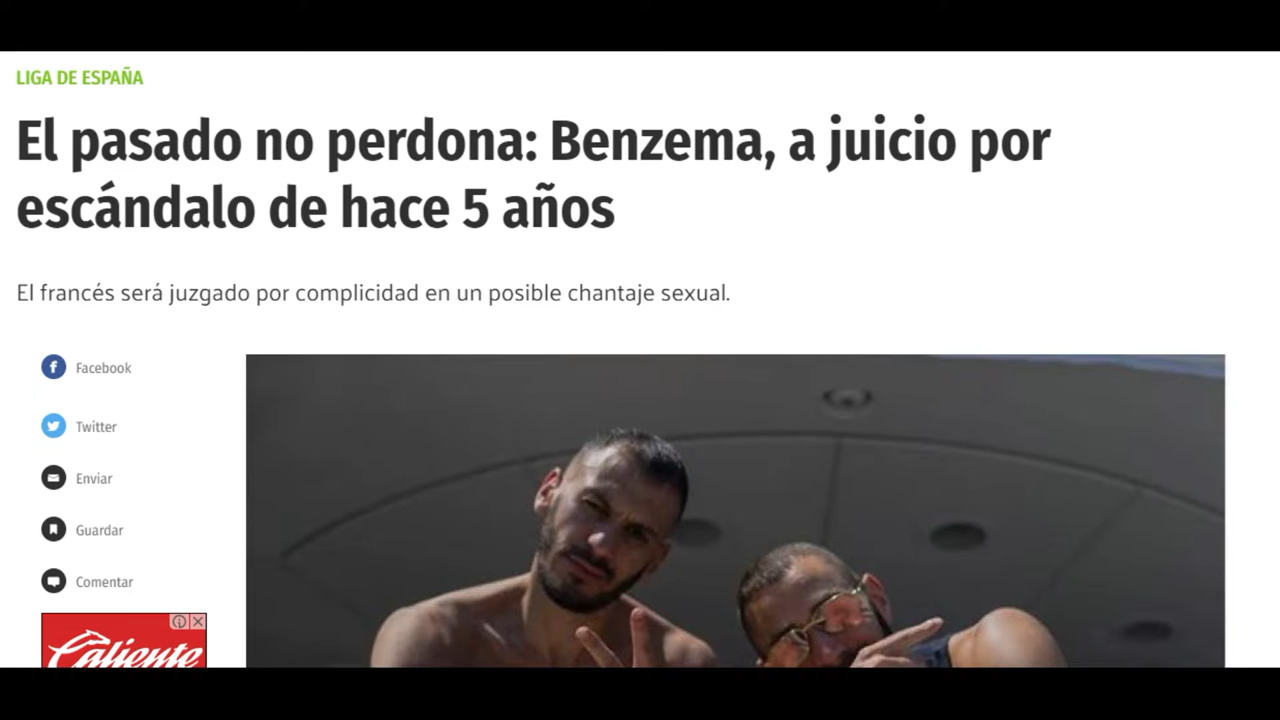 LIGA DE ESPAÑA
El pasado no perdona: Benzema, a juicio por
escándalo de hace 5 años
El francés será juzgado por complicidad en un posible chantaje sexual.
Facebook
Twitter
Enviar
Guardar
Comentar
Caliente